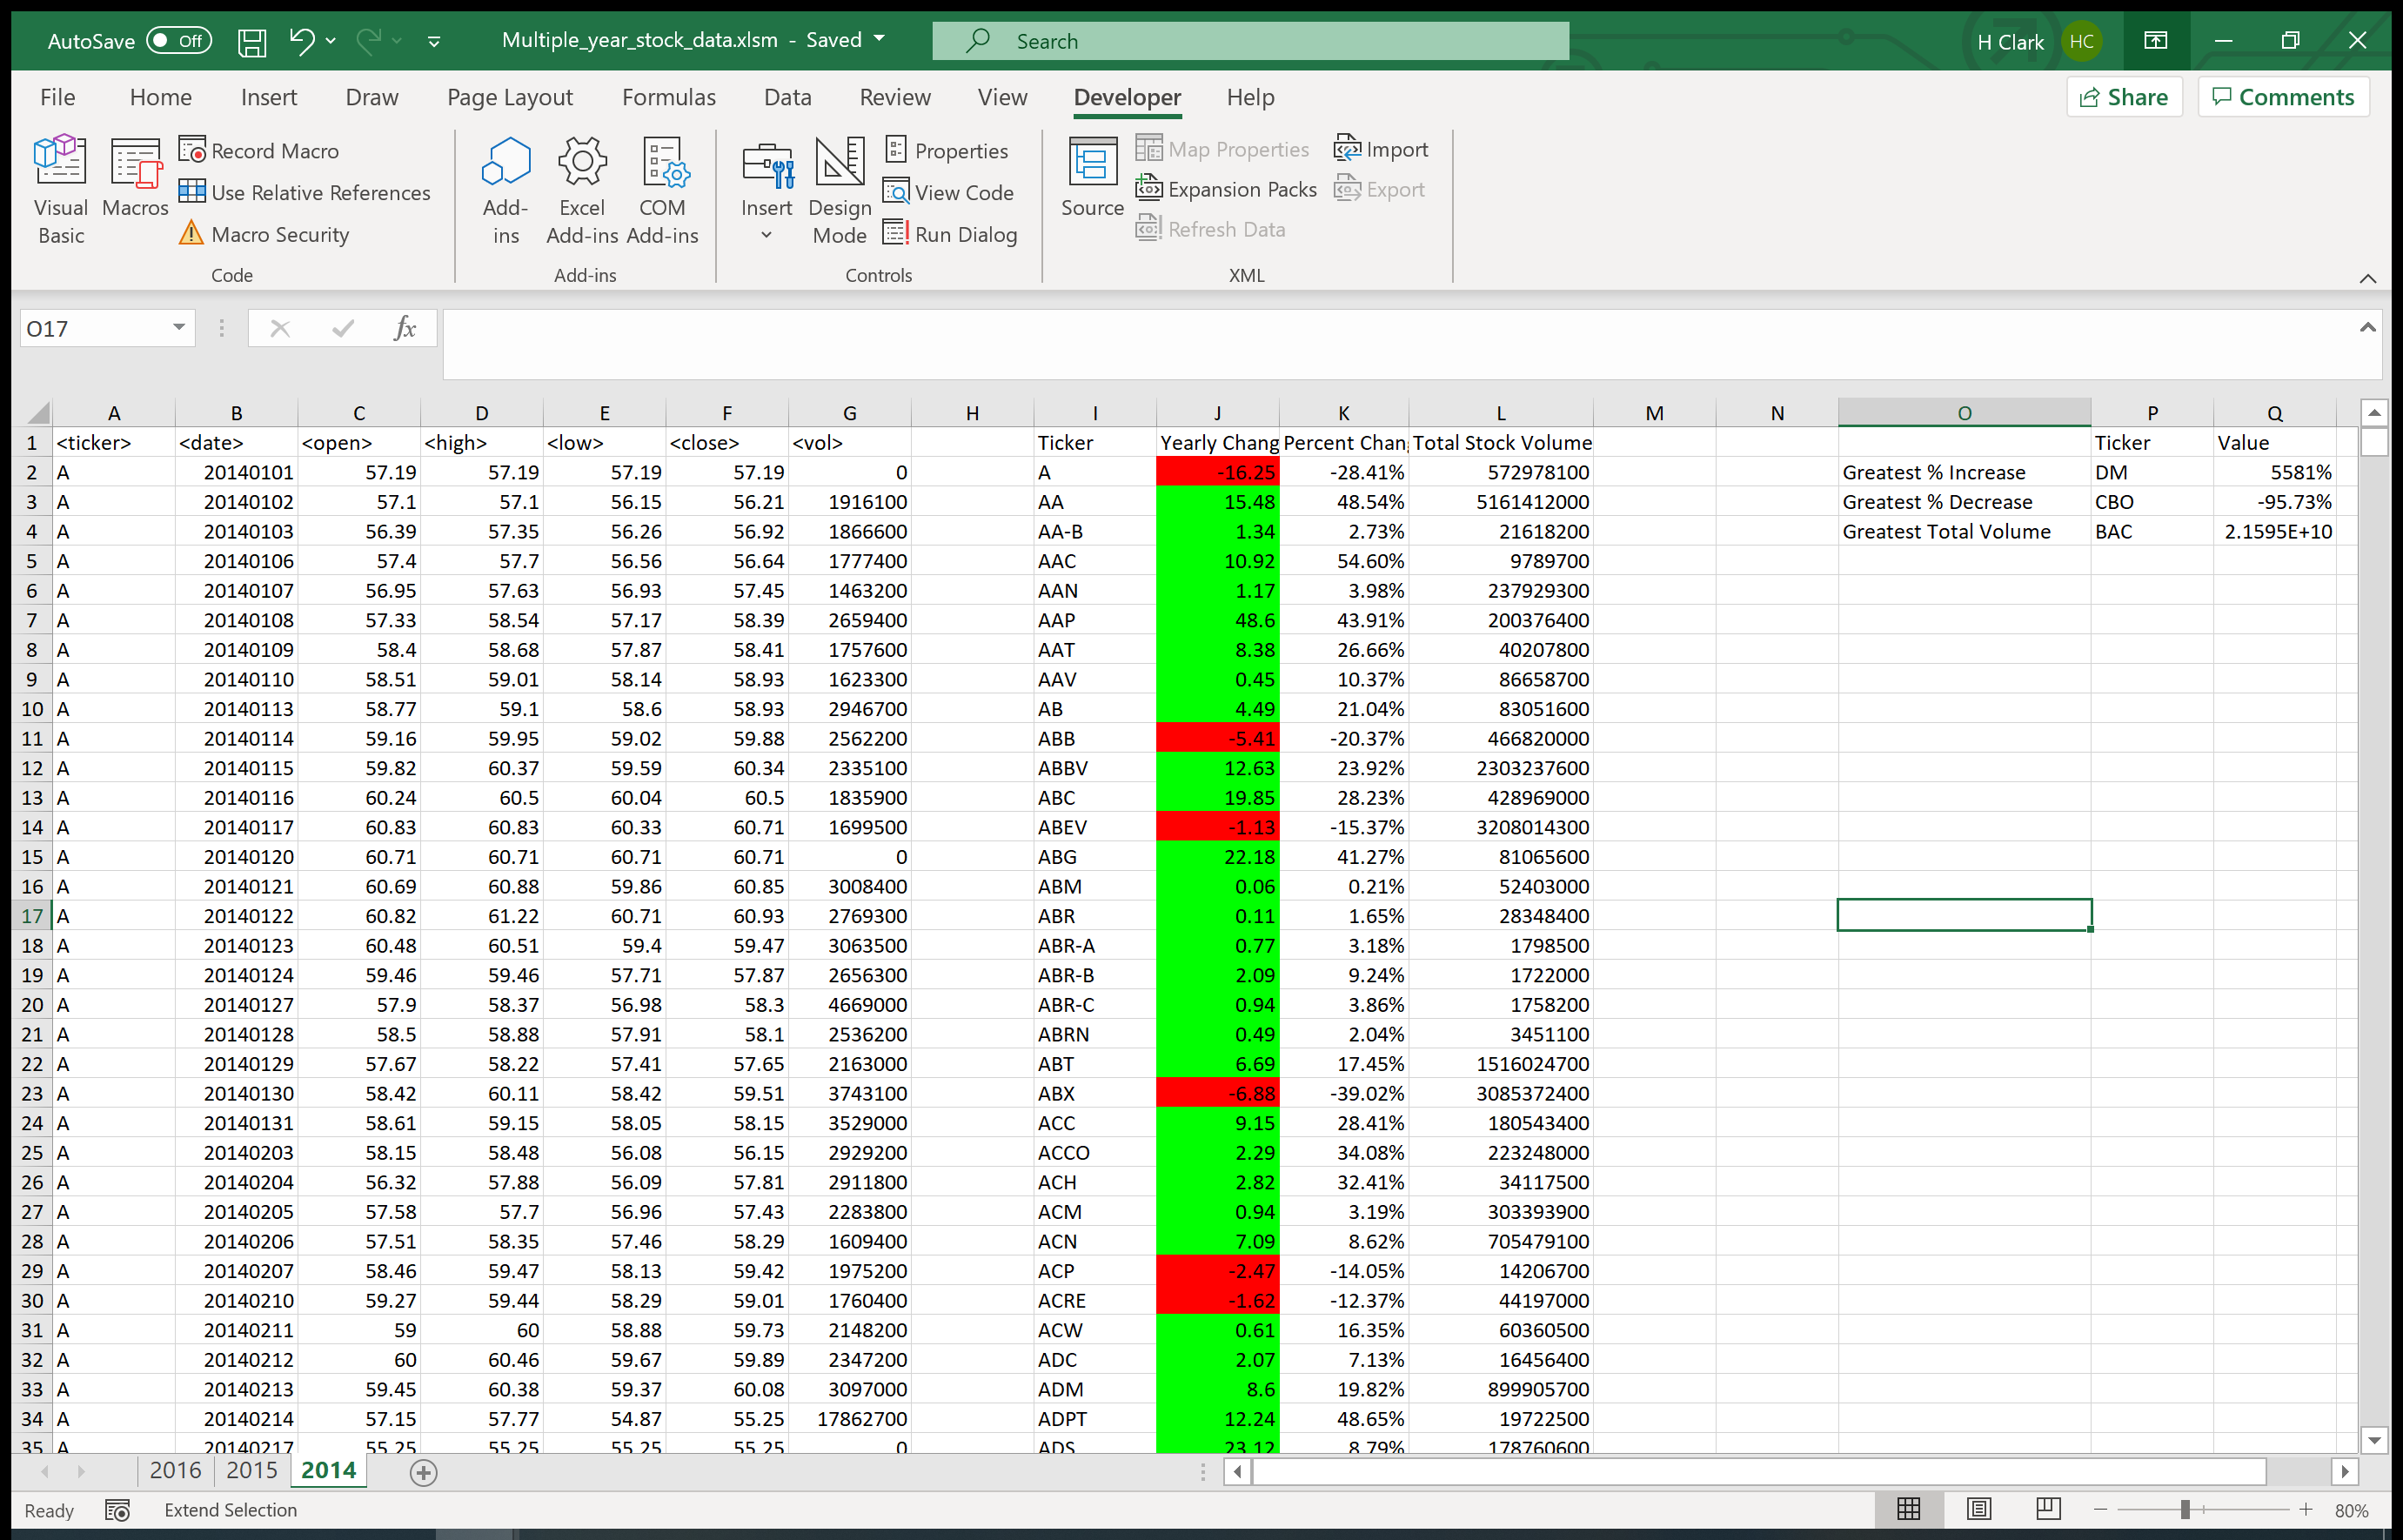 AutoSave Off Multiple_year_stock_data.xlsm - Saved Search H Clark HC
File Home Insert Draw Page Layout Formulas Data Review View Developer Help Share Comments
Visual Basic Macros Record Macro Use Relative References Macro Security
Add-ins Excel Add-ins COM Add-ins
Insert Design Mode Properties View Code Run Dialog
Source Map Properties Expansion Packs Refresh Data Import Export
Code Add-ins Controls XML
O17 fx
A B C D E F G H I J K L M N O P Q
1 <ticker> <date> <open> <high> <low> <close> <vol> Ticker Yearly Chang Percent Chan Total Stock Volume Ticker Value
2 A 20140101 57.19 57.19 57.19 57.19 0 A -16.25 -28.41% 572978100 Greatest % Increase DM 5581%
3 A 20140102 57.1 57.1 56.15 56.21 1916100 AA 15.48 48.54% 5161412000 Greatest % Decrease CBO -95.73%
4 A 20140103 56.39 57.35 56.26 56.92 1866600 AA-B 1.34 2.73% 21618200 Greatest Total Volume BAC 2.1595E+10
5 A 20140106 57.4 57.7 56.56 56.64 1777400 AAC 10.92 54.60% 9789700
6 A 20140107 56.95 57.63 56.93 57.45 1463200 AAN 1.17 3.98% 237929300
7 A 20140108 57.33 58.54 57.17 58.39 2659400 AAP 48.6 43.91% 200376400
8 A 20140109 58.4 58.68 57.87 58.41 1757600 AAT 8.38 26.66% 40207800
9 A 20140110 58.51 59.01 58.14 58.93 1623300 AAV 0.45 10.37% 86658700
10 A 20140113 58.77 59.1 58.6 58.93 2946700 AB 4.49 21.04% 83051600
11 A 20140114 59.16 59.95 59.02 59.88 2562200 ABB -5.41 -20.37% 466820000
12 A 20140115 59.82 60.37 59.59 60.34 2335100 ABBV 12.63 23.92% 2303237600
13 A 20140116 60.24 60.5 60.04 60.5 1835900 ABC 19.85 28.23% 428969000
14 A 20140117 60.83 60.83 60.33 60.71 1699500 ABEV -1.13 -15.37% 3208014300
15 A 20140120 60.71 60.71 60.71 60.71 0 ABG 22.18 41.27% 81065600
16 A 20140121 60.69 60.88 59.86 60.85 3008400 ABM 0.06 0.21% 52403000
17 A 20140122 60.82 61.22 60.71 60.93 2769300 ABR 0.11 1.65% 28348400
18 A 20140123 60.48 60.51 59.4 59.47 3063500 ABR-A 0.77 3.18% 1798500
19 A 20140124 59.46 59.46 57.71 57.87 2656300 ABR-B 2.09 9.24% 1722000
20 A 20140127 57.9 58.37 56.98 58.3 4669000 ABR-C 0.94 3.86% 1758200
21 A 20140128 58.5 58.88 57.91 58.1 2536200 ABRN 0.49 2.04% 3451100
22 A 20140129 57.67 58.22 57.41 57.65 2163000 ABT 6.69 17.45% 1516024700
23 A 20140130 58.42 60.11 58.42 59.51 3743100 ABX -6.88 -39.02% 3085372400
24 A 20140131 58.61 59.15 58.05 58.15 3529000 ACC 9.15 28.41% 180543400
25 A 20140203 58.15 58.48 56.08 56.15 2929200 ACCO 2.29 34.08% 223248000
26 A 20140204 56.32 57.88 56.09 57.81 2911800 ACH 2.82 32.41% 34117500
27 A 20140205 57.58 57.7 56.96 57.43 2283800 ACM 0.94 3.19% 303393900
28 A 20140206 57.51 58.35 57.46 58.29 1609400 ACN 7.09 8.62% 705479100
29 A 20140207 58.46 59.47 58.13 59.42 1975200 ACP -2.47 -14.05% 14206700
30 A 20140210 59.27 59.44 58.29 59.01 1760400 ACRE -1.62 -12.37% 44197000
31 A 20140211 59 60 58.88 59.73 2148200 ACW 0.61 16.35% 60360500
32 A 20140212 60 60.46 59.67 59.89 2347200 ADC 2.07 7.13% 16456400
33 A 20140213 59.45 60.38 59.37 60.08 3097000 ADM 8.6 19.82% 899905700
34 A 20140214 57.15 57.77 54.87 55.25 17862700 ADPT 12.24 48.65% 19722500
35 A 20140217 55.25 55.25 55.25 55.25 0 ADS 23.12 8.79% 178760600
2016 2015 2014
Ready Extend Selection 80%